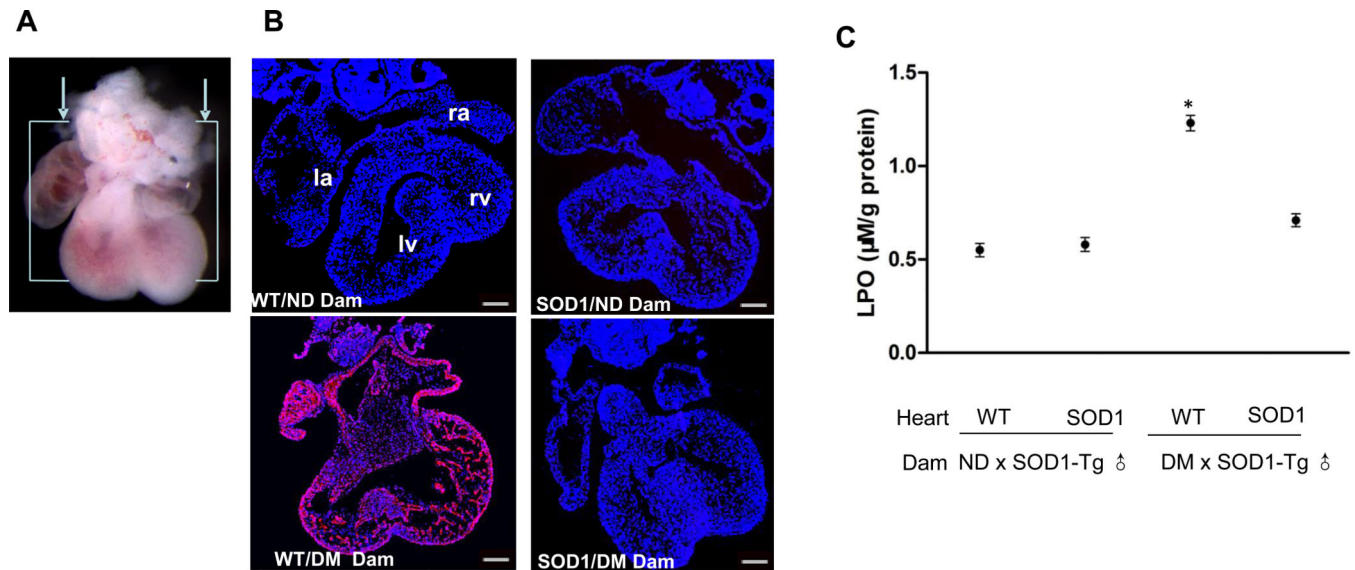 A
B
C
ra
la
rv
lv
WT/ND Dam
SOD1/ND Dam
WT/DM Dam
SOD1/DM Dam
LPO (µM/g protein)
1.5
1.0
0.5
0.0
*
Heart WT SOD1 WT SOD1
Dam ND x SOD1-Tg ♂ DM x SOD1-Tg ♂